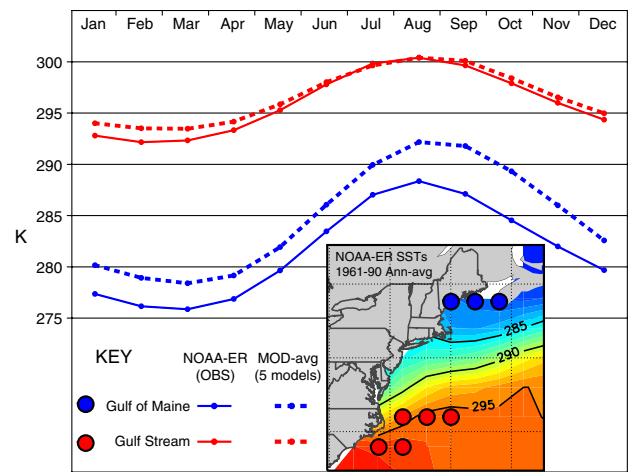 Jan Feb Mar Apr May Jun Jul Aug Sep Oct Nov Dec
300
295
290
285
K
280
275
NOAA-ER SSTs
1961-90 Ann-avg
285
290
295
KEY
NOAA-ER
(OBS)
MOD-avg
(5 models)
Gulf of Maine
Gulf Stream